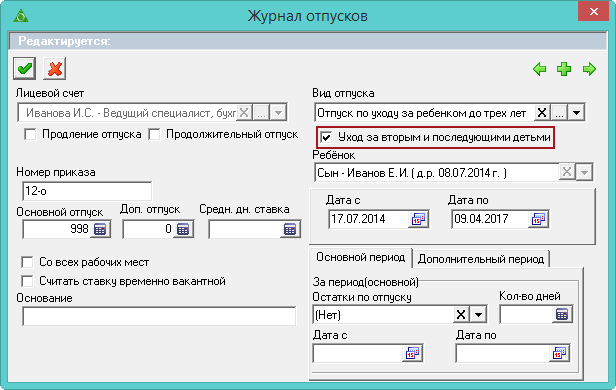 Журнал отпусков
Редактируется:
Лицевой счет
Иванова И.С. - Ведущий специалист, бухг
Продление отпуска Продолжительный отпуск
Номер приказа
12-о
Основной отпуск Доп. отпуск Средн. дн. ставка
998 0
Со всех рабочих мест
Считать ставку временно вакантной
Основание
Вид отпуска
Отпуск по уходу за ребенком до трех лет
Уход за вторым и последующими детьми
Ребёнок
Сын - Иванов Е.И. ( д.р. 08.07.2014 г. )
Дата с Дата по
17.07.2014 09.04.2017
Основной период Дополнительный период
За период(основной)
Остатки по отпуску Кол-во дней
(Нет)
Дата с Дата по